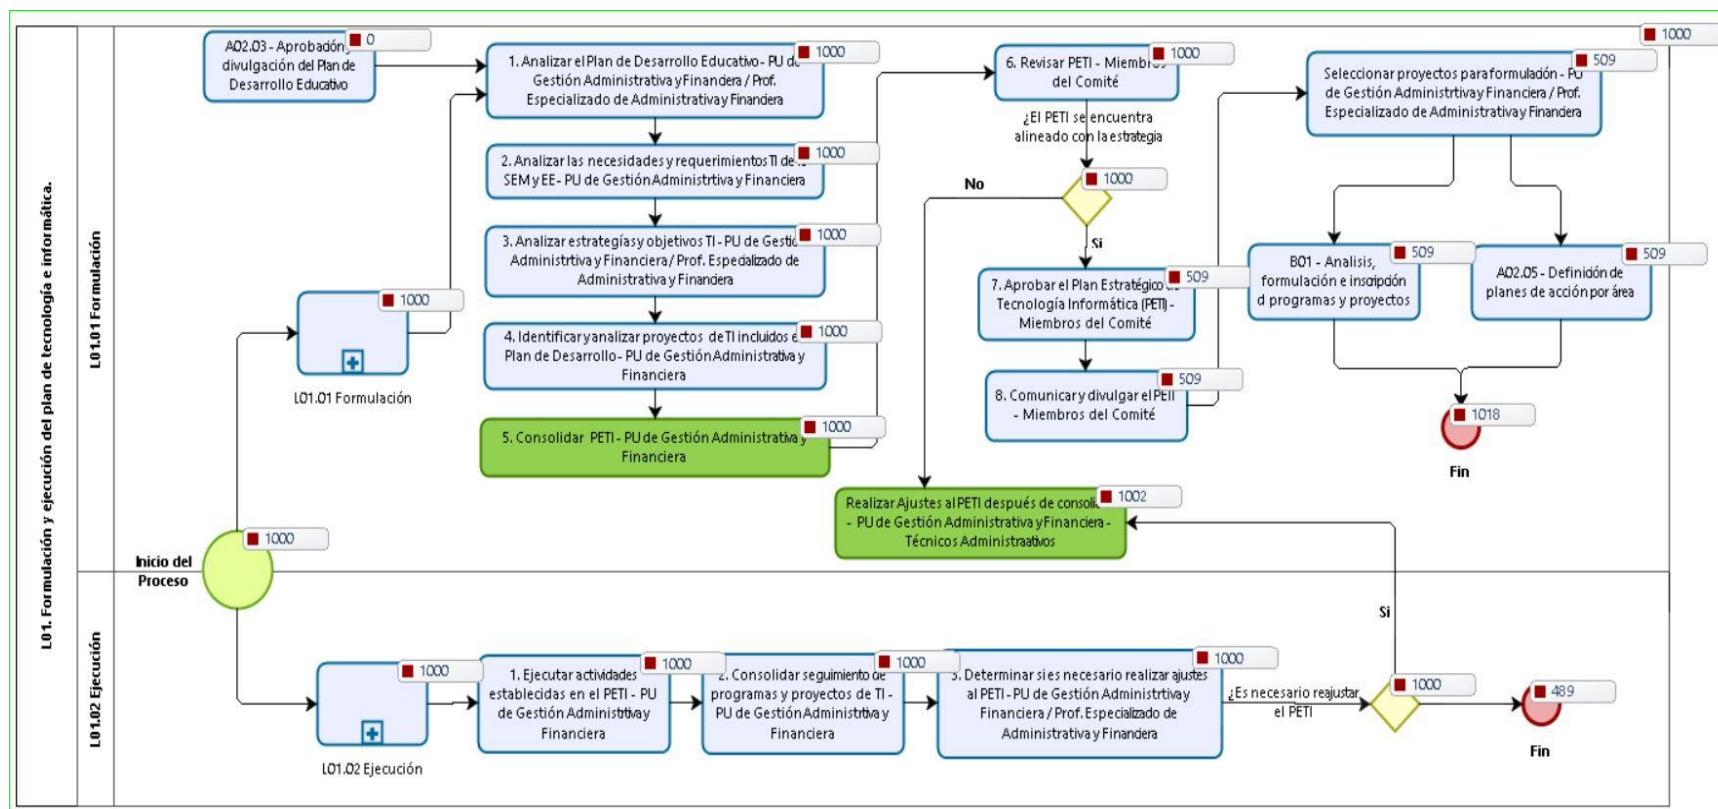 L01. Formulación y ejecución del plan de tecnología e informática.
L01.01 Formulación
L01.02 Ejecución
1000
A02.03 - Aprobación y
divulgación del Plan de
Desarrollo Educativo
0
1. Analizar el Plan de Desarrollo Educativo- PU de
Gestión Administrativa y Financiera / Prof.
Especializado de Administrativa y Financiera
1000
2. Analizar las necesidades y requerimientos TI de
SEM y EE- PU de Gestión Administrtiva y Financiera
1000
3. Analizar estrategías y objetivos TI - PU de
Administrtiva y Financiera/ Prof. Especializado de
Administrativa y Financiera
1000
4. Identificar y analizar proyectos de TI incluidos
Plan de Desarrollo- PU de Gestión Administrativa y
Financiera
1000
5. Consolidar PETI - PU de Gestión Administrativa y
Financiera
1000
L01.01 Formulación
1000
Inicio del
Proceso
1000
6. Revisar PETI - Miembros
del Comité
1000
¿El PETI se encuentra
alineado con la estrategia
1000
No
Si
7. Aprobar el Plan Estratégico
Tecnología Informática (PETI) -
Miembros del Comité
509
8. Comunicar y divulgar el PETI
- Miembros del Comité
509
Seleccionar proyectos para formulación - PU
de Gestión Administrtiva y Financiera / Prof.
Especializado de Administrativa y Financiera
509
B01 - Analisis,
formulación e inscripción
d programas y proyectos
509
A02.05 - Definición de
planes de acción por área
509
1018
Fin
Realizar Ajustes al PETI después de
- PU de Gestión Administrativa y Financiera -
Técnicos Administraativos
1002
L01.02 Ejecución
1000
1. Ejecutar actividades
establecidas en el PETI - PU
de Gestión Administrtitva y
Financiera
1000
2. Consolidar seguimiento de
programas y proyectos de TI -
PU de Gestión Administrtiva y
Financiera
1000
3. Determinar si es necesario realizar ajustes
al PETI - PU de Gestión Administrtiva y
Financiera / Prof. Especializado de
Administrativa y Financiera
1000
¿Es necesario reajustar
el PETI
1000
Si
489
Fin